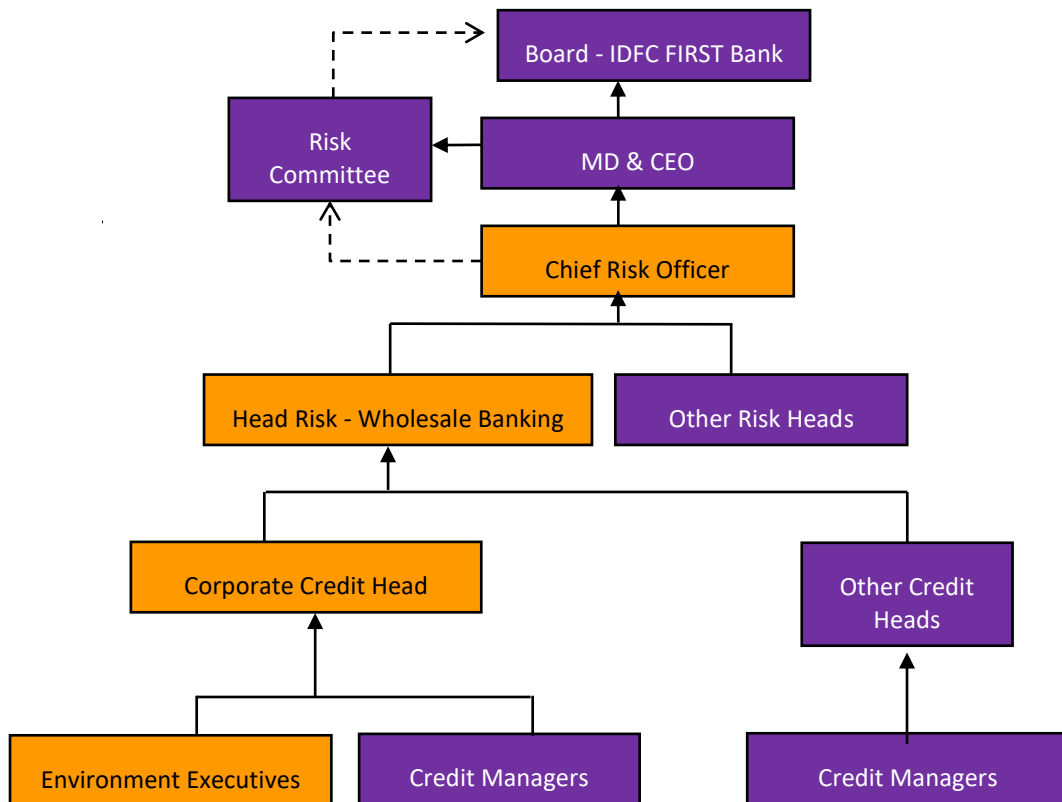 Board - IDFC FIRST Bank
Risk
Committee
MD & CEO
Chief Risk Officer
Head Risk - Wholesale Banking
Other Risk Heads
Corporate Credit Head
Other Credit
Heads
Environment Executives
Credit Managers
Credit Managers